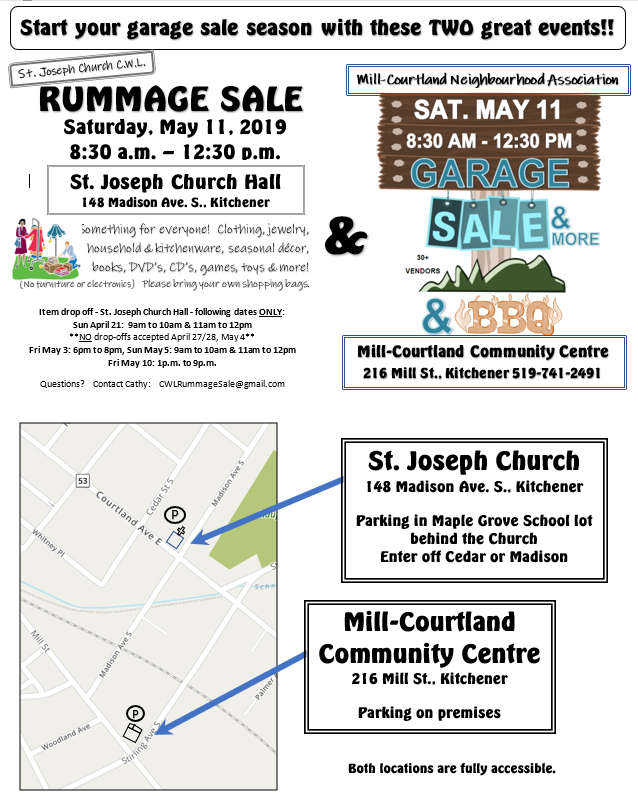 Start your garage sale season with these TWO great events!!
St. Joseph Church C.W.L.
RUMMAGE SALE
Saturday, May 11, 2019
8:30 a.m. – 12:30 p.m.
St. Joseph Church Hall
148 Madison Ave. S., Kitchener
Something for everyone! Clothing, jewelry,
household & kitchenware, seasonal décor,
books, DVD's, CD's, games, toys & more!
(No furniture or electronics) Please bring your own shopping bags.
Item drop off - St. Joseph Church Hall - following dates ONLY:
Sun April 21: 9am to 10am & 11am to 12pm
**NO drop-offs accepted April 27/28, May 4**
Fri May 3: 6pm to 8pm, Sun May 5: 9am to 10am & 11am to 12pm
Fri May 10: 1p.m. to 9p.m.
Questions? Contact Cathy: CWLRummageSale@gmail.com
&
Mill-Courtland Neighbourhood Association
SAT. MAY 11
8:30 AM - 12:30 PM
GARAGE
SALE &
MORE
30+
VENDORS
& BBQ
Mill-Courtland Community Centre
216 Mill St., Kitchener 519-741-2491
53
Courtland Ave E
Cedar St S
Madison Ave S
P
Whitney Pl
Mill St
Madison Ave S
P
Woodland Ave
Stirling Ave S
St. Joseph Church
148 Madison Ave. S., Kitchener
Parking in Maple Grove School lot
behind the Church
Enter off Cedar or Madison
Mill-Courtland
Community Centre
216 Mill St., Kitchener
Parking on premises
Both locations are fully accessible.